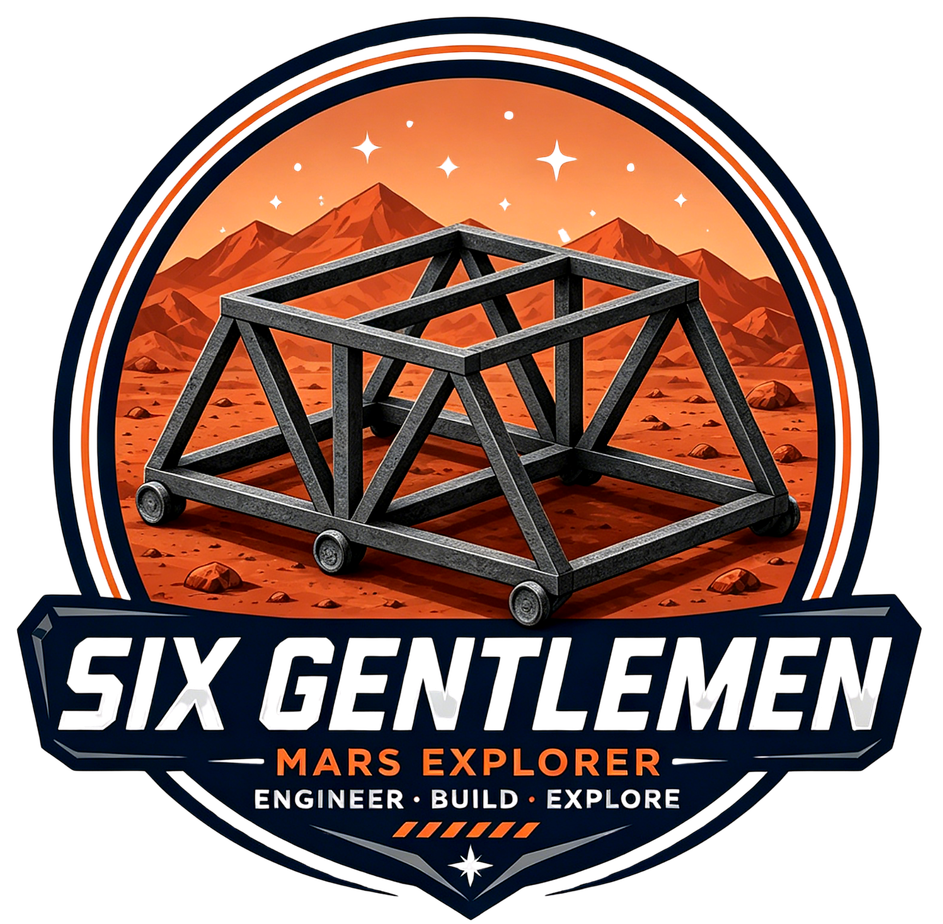 SIX GENTLEMEN
MARS EXPLORER
ENGINEER · BUILD · EXPLORE